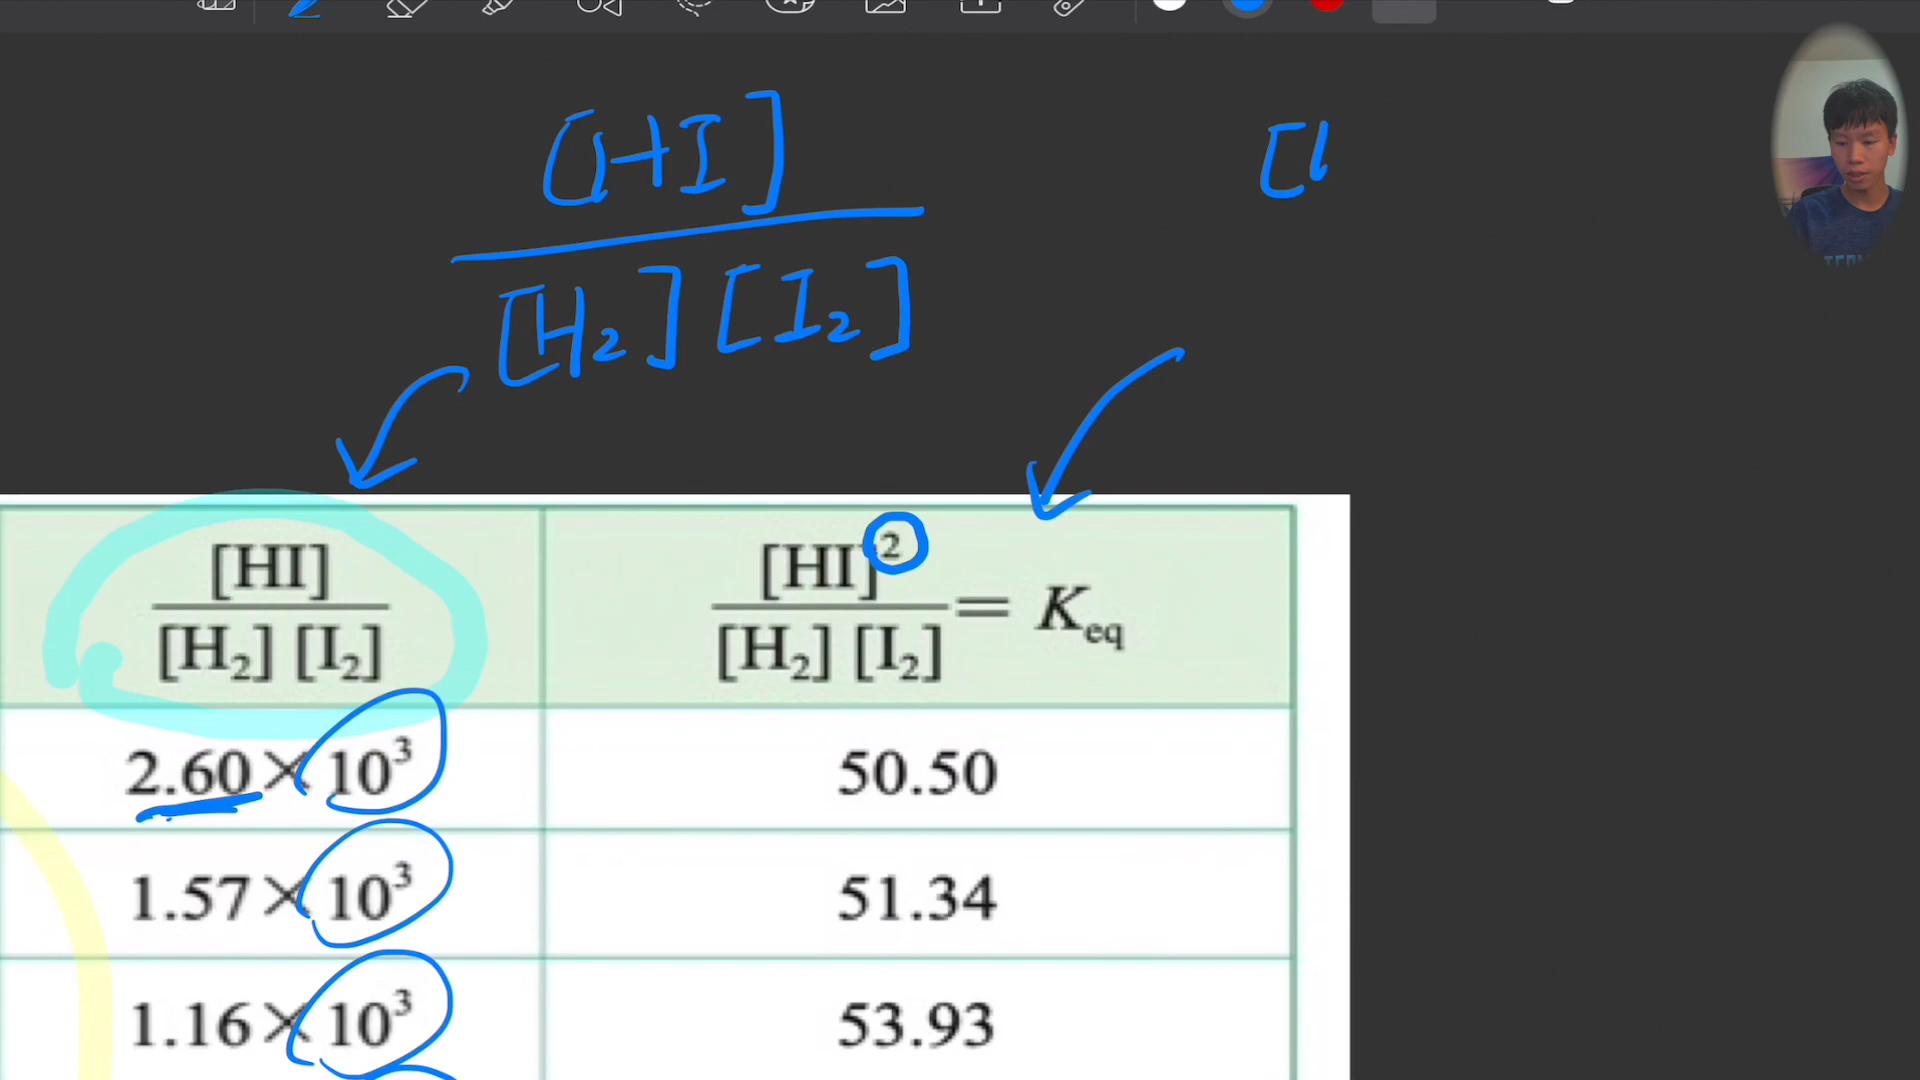 [HI]
[H₂][I₂]
[HI]
[H₂] [I₂]
[HI]² / [H₂] [I₂] = Keq
2.60×10³ 50.50
1.57×10³ 51.34
1.16×10³ 53.93